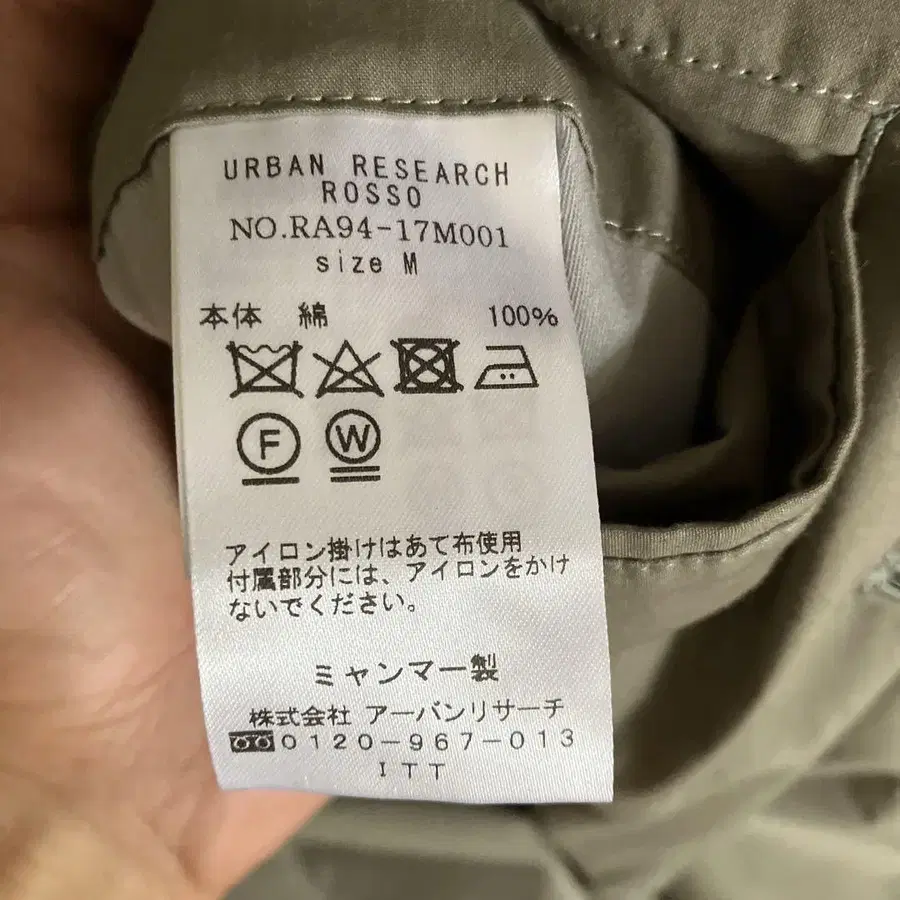 URBAN RESEARCH
ROSSO
NO.RA94-17M001
size M
本体 綿 100%
F W
アイロン掛けはあて布使用
付属部分には、アイロンをかけ
ないでください。
ミャンマー製
株式会社 アーバンリサーチ
0120-967-013
ITT